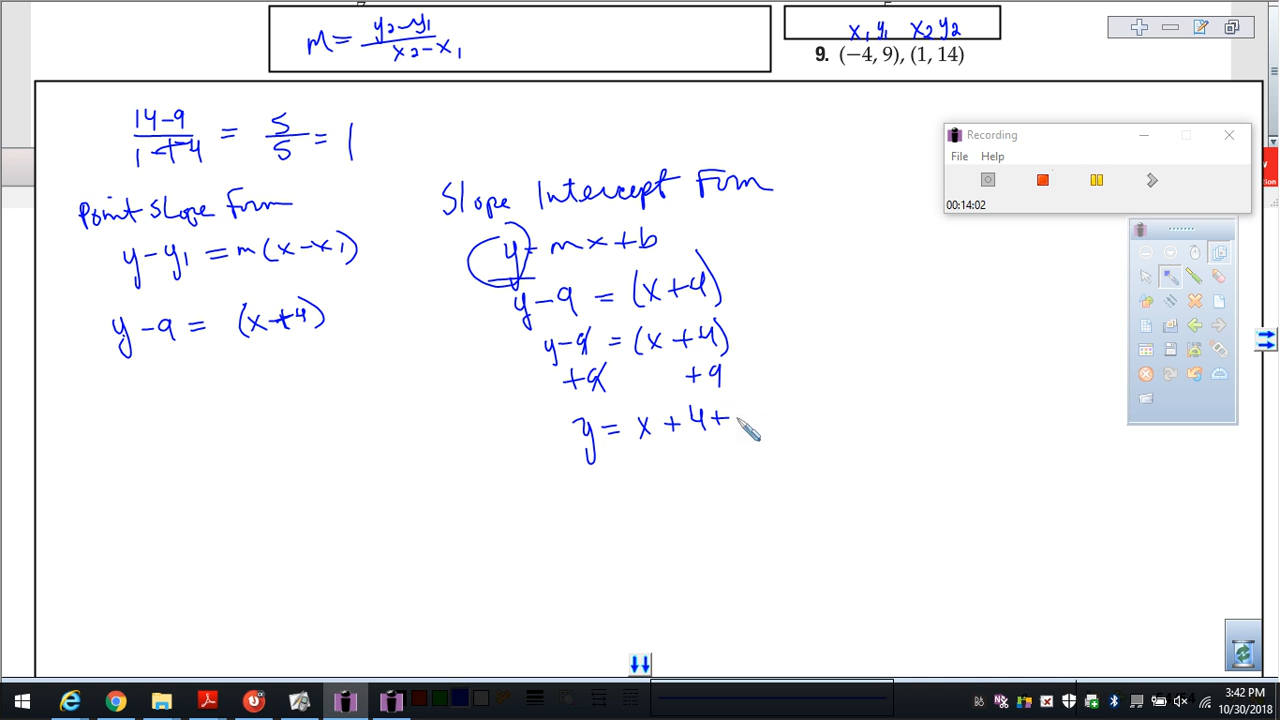 m = y2-y1 / x2-x1
x1 y1 x2 y2
9. (−4, 9), (1, 14)
14-9 / 1+4 = 5/5 = 1
Recording
File Help
00:14:02
Point Slope Form
y-y1 = m(x-x1)
y-9 = (x+4)
Slope Intercept Form
y = mx+b
y-9 = (x+4)
y-9 = (x+4)
+9 +9
y = x+4+
3:42 PM
10/30/2018